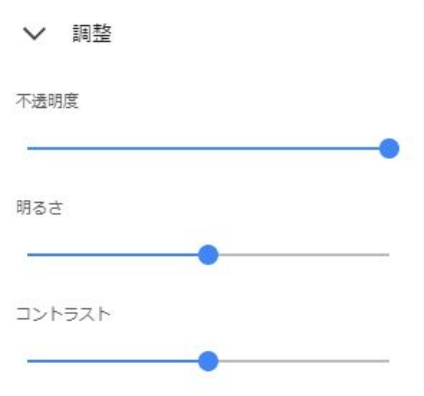 調整
不透明度
明るさ
コントラスト